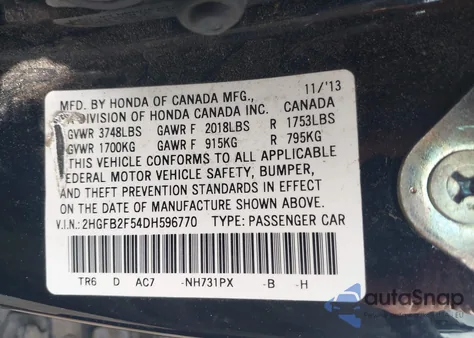 MFD. BY HONDA OF CANADA MFG., 11/'13
A DIVISION OF HONDA CANADA INC. CANADA
GVWR 3748LBS GAWR F 2018LBS R 1753LBS
GVWR 1700KG GAWR F 915KG R 795KG
THIS VEHICLE CONFORMS TO ALL APPLICABLE
FEDERAL MOTOR VEHICLE SAFETY, BUMPER,
AND THEFT PREVENTION STANDARDS IN EFFECT
ON THE DATE OF MANUFACTURE SHOWN ABOVE.
V.I.N.: 2HGFB2F54DH596770 TYPE: PASSENGER CAR
TR6 D AC7 -NH731PX -B -H
autoSnap